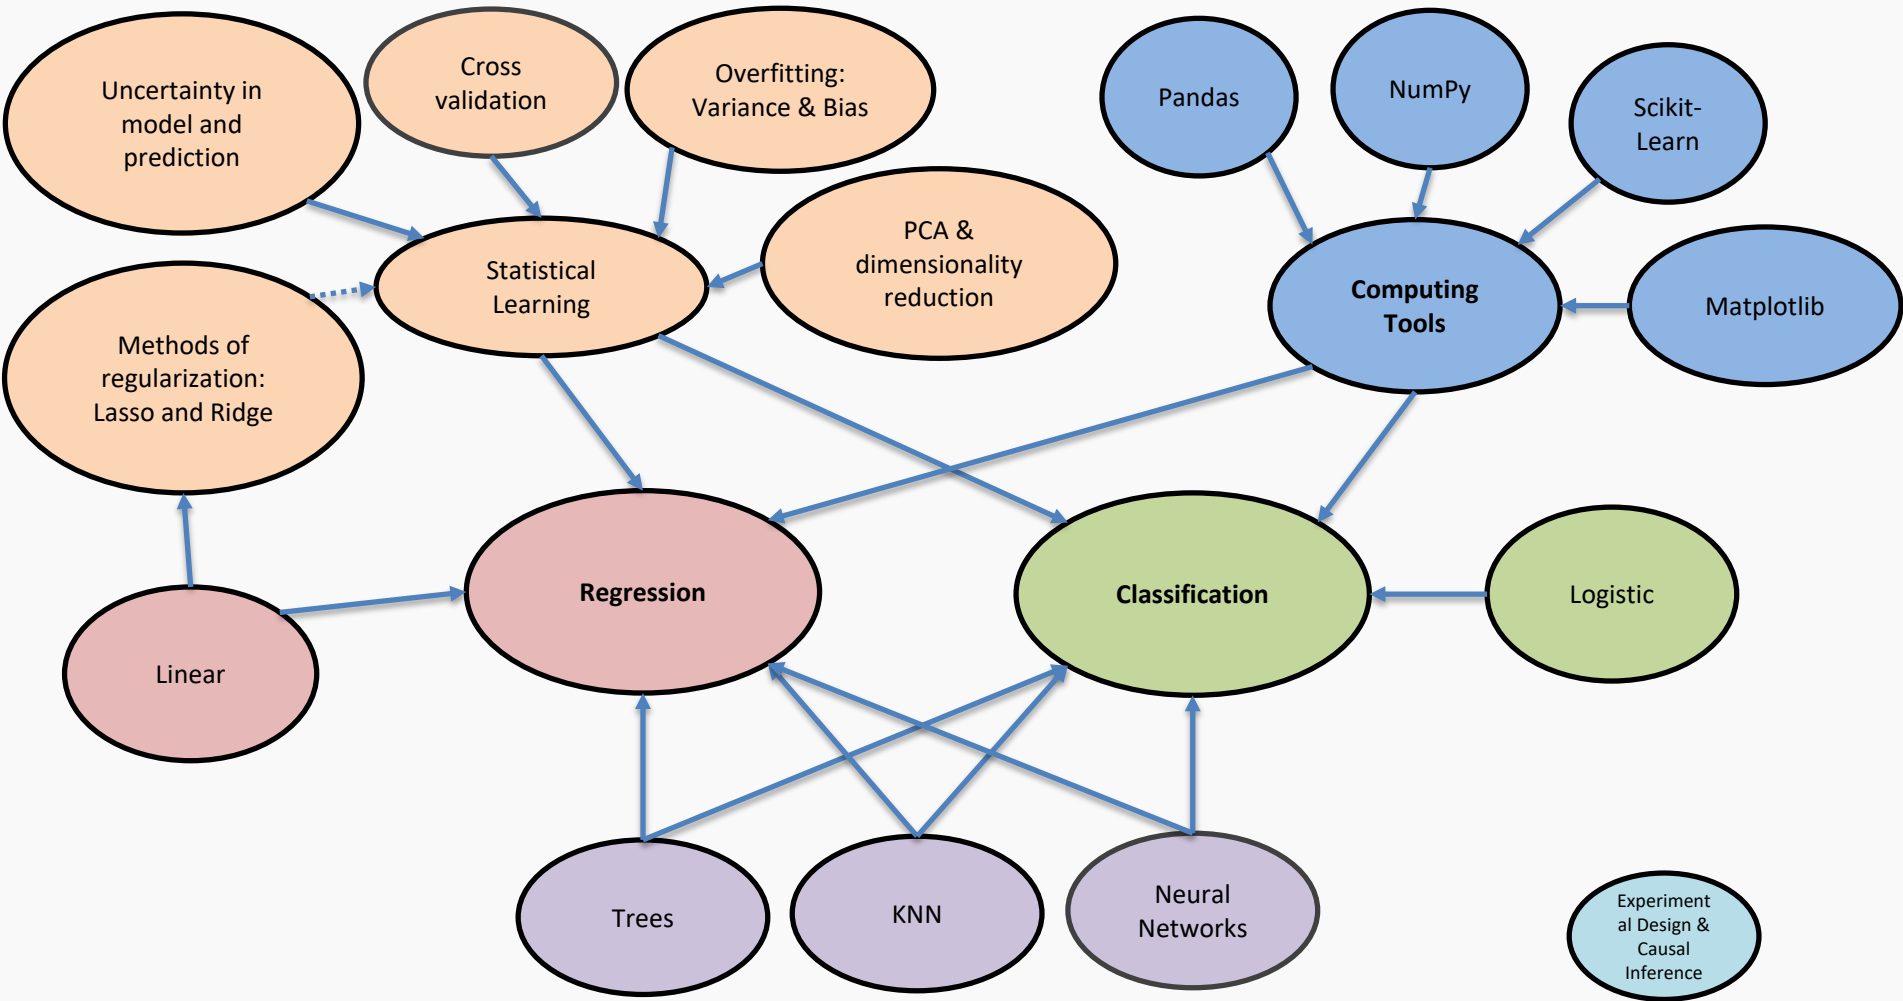 Uncertainty in
model and
prediction
Cross
validation
Overfitting:
Variance & Bias
Pandas
NumPy
Scikit-
Learn
Statistical
Learning
PCA &
dimensionality
reduction
Computing
Tools
Matplotlib
Methods of
regularization:
Lasso and Ridge
Regression
Classification
Logistic
Linear
Trees
KNN
Neural
Networks
Experiment
al Design &
Causal
Inference